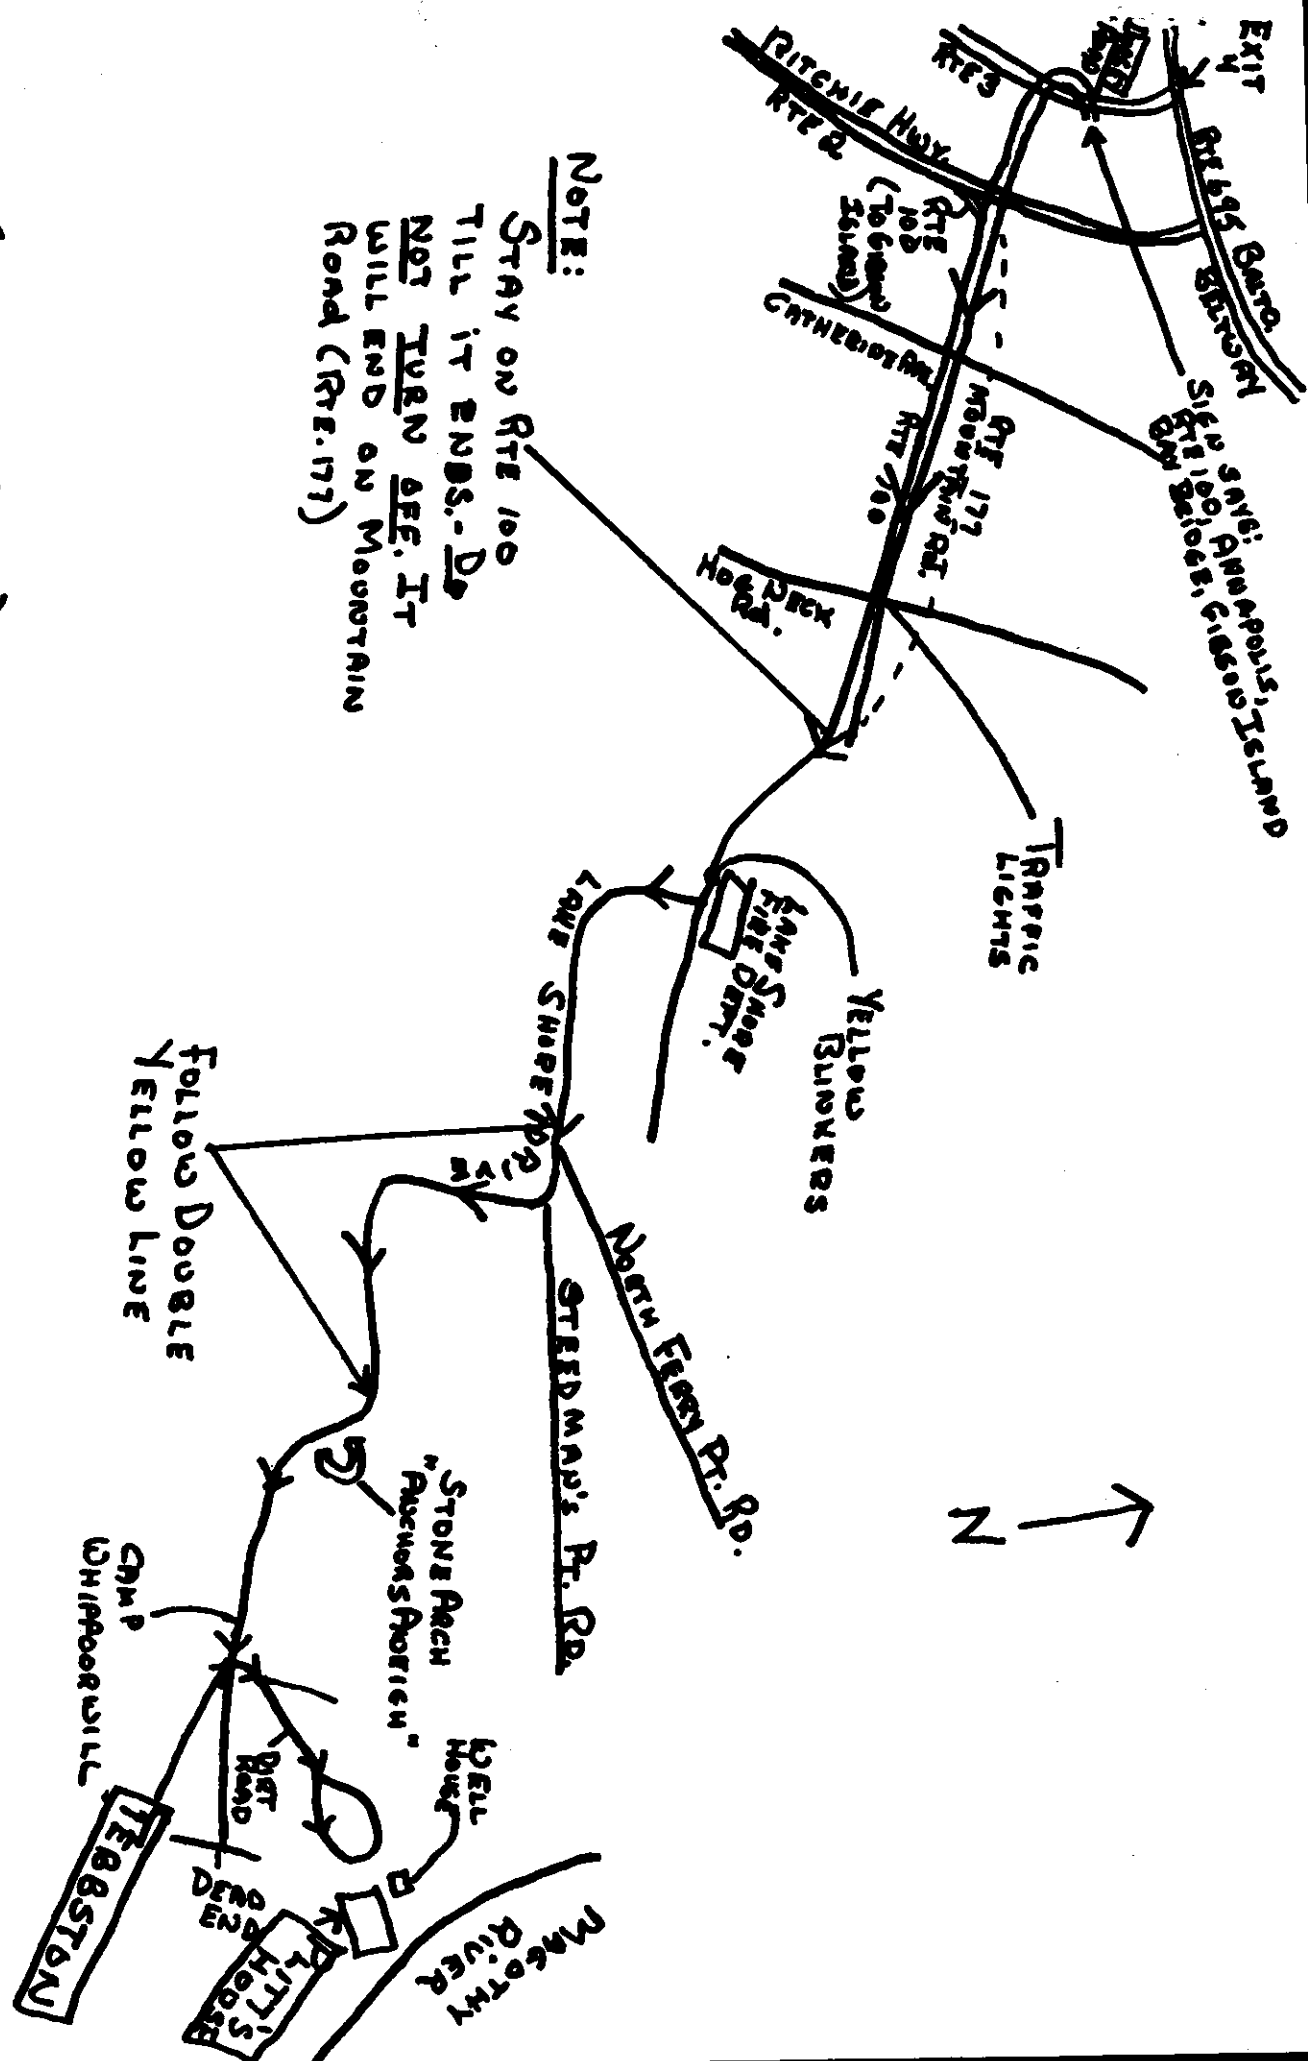 EXIT
4
RTE 695 BALTO.
BELTWAY
RTE 3
RITCHIE HWY.
RTE 2
SIGN SAYS:
RTE 100, ANNAPOLIS,
BAY BRIDGE, GIBSON ISLAND
RTE
100
(TO GIBSON
ISLAND)
CATHERINE AVE.
RTE 177
MOUNTAIN Rd.
RTE 100
HOG NECK
Rd.
TRAFFIC
LIGHTS
NOTE:
STAY ON RTE 100
TILL IT ENDS.- DO
NOT TURN OFF. IT
WILL END ON MOUNTAIN
ROAd (RTE.177)
YELLOW
BLINKERS
LAKE SHORE
FIRE DEPT.
LAKE SHORE DRIVE
FOLLOW DOUBLE
YELLOW LINE
NORTH FERRY PT. RD.
STEEDMAN'S PT. RD.
N
"STONE ARCH
ANCHORS AWEIGH"
CAMP
WHIPPOORWILL
DIRT
ROAD
WELL
HOUSE
TEBBSTON
DEAD
END
HOUSE
MAGOTHY
RIVER